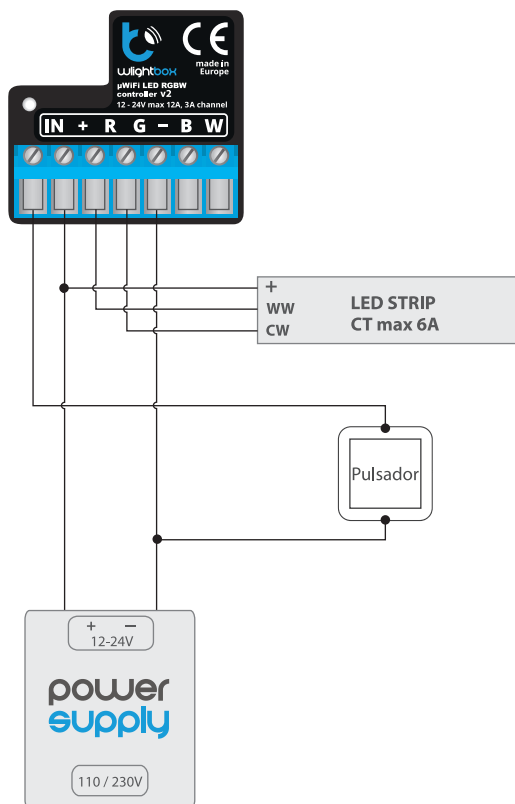 wlightbox
made in
Europe
µWiFi LED RGBW
controller v2
12 - 24V max 12A, 3A channel
IN + R G − B W
+
WW
CW
LED STRIP
CT max 6A
Pulsador
+ −
12-24V
power
supply
110 / 230V